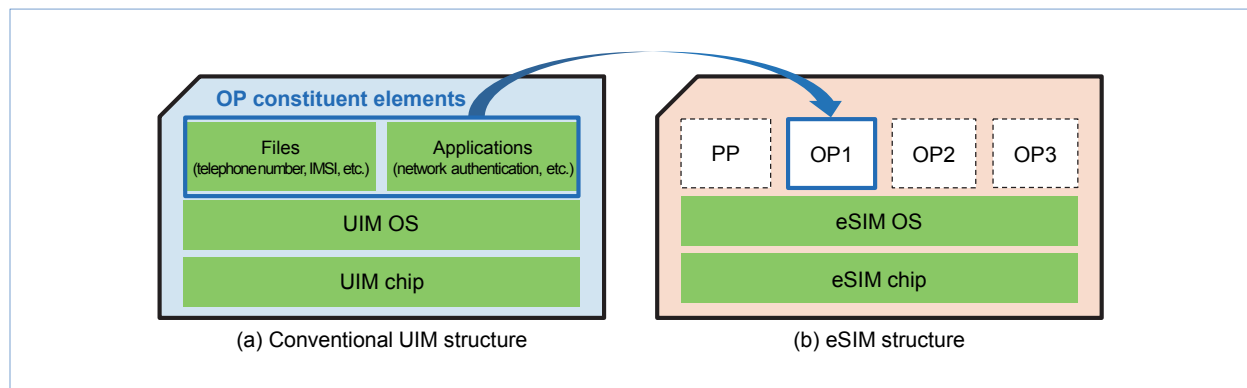 OP constituent elements
Files
(telephone number, IMSI, etc.)
Applications
(network authentication, etc.)
UIM OS
UIM chip
(a) Conventional UIM structure
PP
OP1
OP2
OP3
eSIM OS
eSIM chip
(b) eSIM structure